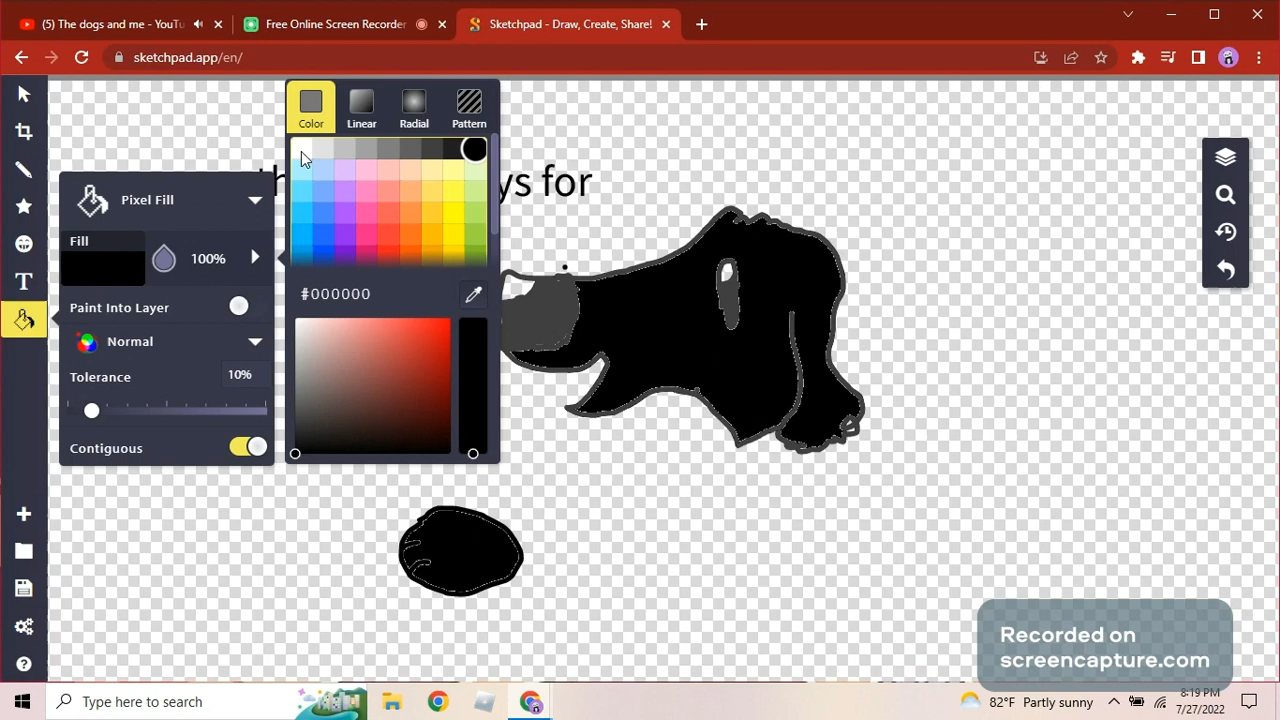 (5) The dogs and me - YouTu
Free Online Screen Recorder
Sketchpad - Draw, Create, Share!
sketchpad.app/en/
Color
Linear
Radial
Pattern
th
ys for
Pixel Fill
Fill
100%
#000000
Paint Into Layer
Normal
Tolerance
10%
Contiguous
Recorded on
screencapture.com
Type here to search
82°F Partly sunny
8:19 PM
7/27/2022